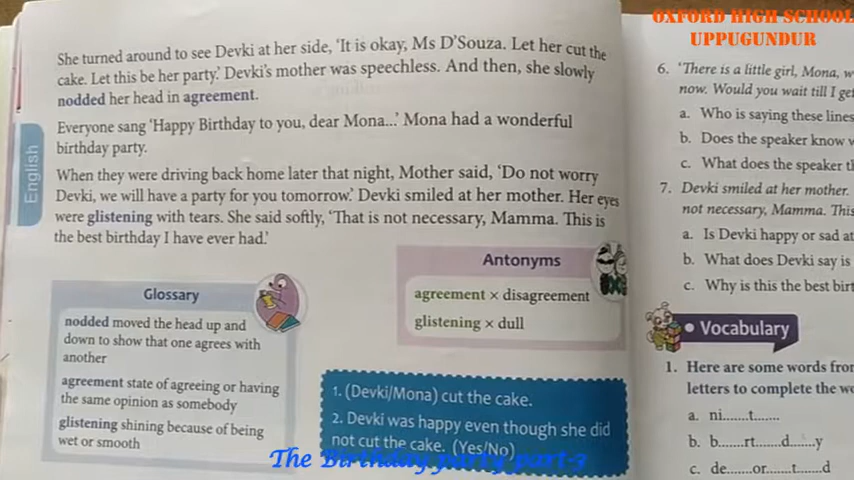 OXFORD HIGH SCHOOL
UPPUGUNDUR
She turned around to see Devki at her side, 'It is okay, Ms D'Souza. Let her cut the
cake. Let this be her party.' Devki's mother was speechless. And then, she slowly
nodded her head in agreement.
Everyone sang 'Happy Birthday to you, dear Mona...' Mona had a wonderful
birthday party.
When they were driving back home later that night, Mother said, 'Do not worry
Devki, we will have a party for you tomorrow.' Devki smiled at her mother. Her eyes
were glistening with tears. She said softly, 'That is not necessary, Mamma. This is
the best birthday I have ever had.'
English
Glossary
nodded moved the head up and
down to show that one agrees with
another
agreement state of agreeing or having
the same opinion as somebody
glistening shining because of being
wet or smooth
Antonyms
agreement × disagreement
glistening × dull
1. (Devki/Mona) cut the cake.
2. Devki was happy even though she did
not cut the cake. (Yes/No)
The Birthday party part-3
6. 'There is a little girl, Mona, w
now. Would you wait till I get
a. Who is saying these lines
b. Does the speaker know
c. What does the speaker
7. Devki smiled at her mother.
not necessary, Mamma. This
a. Is Devki happy or sad at
b. What does Devki say is
c. Why is this the best
Vocabulary
1. Here are some words from
letters to complete the
a. ni......t......
b. b......rt......d......y
c. de......or......t......d